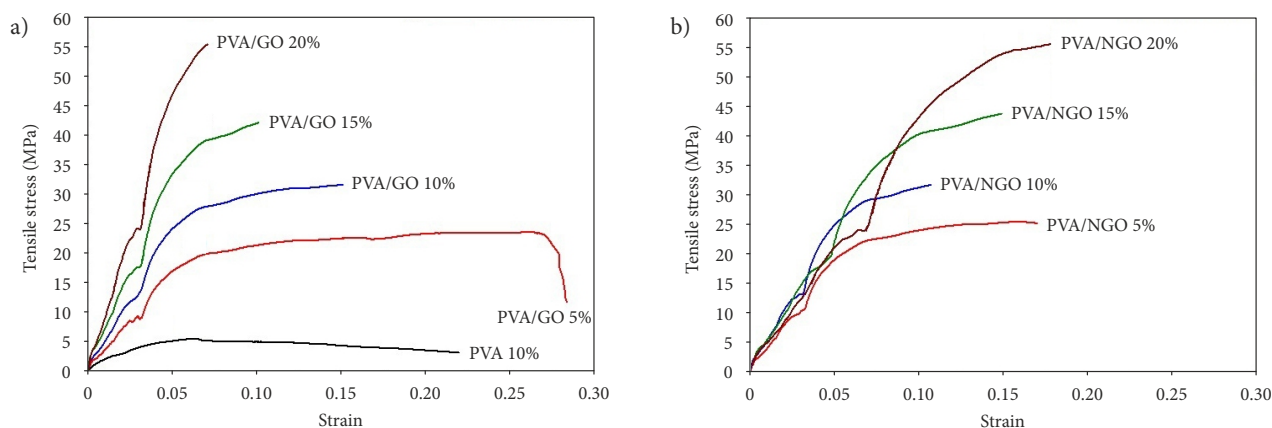 a)
Tensile stress (MPa)
60
55
50
45
40
35
30
25
20
15
10
5
0
PVA/GO 20%
PVA/GO 15%
PVA/GO 10%
PVA/GO 5%
PVA 10%
0 0.05 0.10 0.15 0.20 0.25 0.30
Strain
b)
Tensile stress (MPa)
60
55
50
45
40
35
30
25
20
15
10
5
0
PVA/NGO 20%
PVA/NGO 15%
PVA/NGO 10%
PVA/NGO 5%
0 0.05 0.10 0.15 0.20 0.25 0.30
Strain